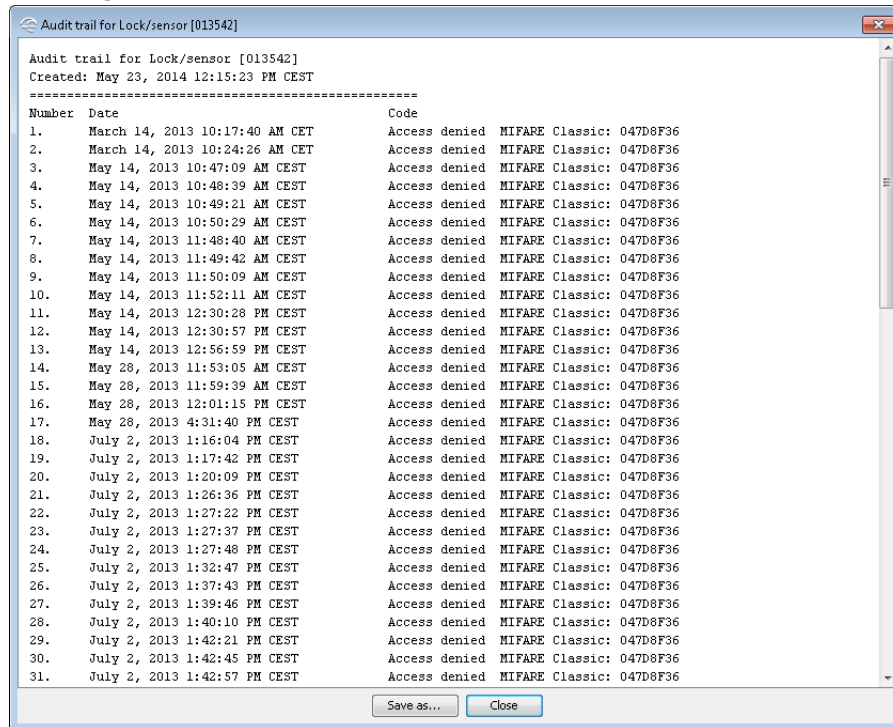 Audit trail for Lock/sensor [013542]
Audit trail for Lock/sensor [013542]
Created: May 23, 2014 12:15:23 PM CEST
====================================================
Number Date Code
1. March 14, 2013 10:17:40 AM CET Access denied MIFARE Classic: 047D8F36
2. March 14, 2013 10:24:26 AM CET Access denied MIFARE Classic: 047D8F36
3. May 14, 2013 10:47:09 AM CEST Access denied MIFARE Classic: 047D8F36
4. May 14, 2013 10:48:39 AM CEST Access denied MIFARE Classic: 047D8F36
5. May 14, 2013 10:49:21 AM CEST Access denied MIFARE Classic: 047D8F36
6. May 14, 2013 10:50:29 AM CEST Access denied MIFARE Classic: 047D8F36
7. May 14, 2013 11:48:40 AM CEST Access denied MIFARE Classic: 047D8F36
8. May 14, 2013 11:49:42 AM CEST Access denied MIFARE Classic: 047D8F36
9. May 14, 2013 11:50:09 AM CEST Access denied MIFARE Classic: 047D8F36
10. May 14, 2013 11:52:11 AM CEST Access denied MIFARE Classic: 047D8F36
11. May 14, 2013 12:30:28 PM CEST Access denied MIFARE Classic: 047D8F36
12. May 14, 2013 12:30:57 PM CEST Access denied MIFARE Classic: 047D8F36
13. May 14, 2013 12:56:59 PM CEST Access denied MIFARE Classic: 047D8F36
14. May 28, 2013 11:53:05 AM CEST Access denied MIFARE Classic: 047D8F36
15. May 28, 2013 11:59:39 AM CEST Access denied MIFARE Classic: 047D8F36
16. May 28, 2013 12:01:15 PM CEST Access denied MIFARE Classic: 047D8F36
17. May 28, 2013 4:31:40 PM CEST Access denied MIFARE Classic: 047D8F36
18. July 2, 2013 1:16:04 PM CEST Access denied MIFARE Classic: 047D8F36
19. July 2, 2013 1:17:42 PM CEST Access denied MIFARE Classic: 047D8F36
20. July 2, 2013 1:20:09 PM CEST Access denied MIFARE Classic: 047D8F36
21. July 2, 2013 1:26:36 PM CEST Access denied MIFARE Classic: 047D8F36
22. July 2, 2013 1:27:22 PM CEST Access denied MIFARE Classic: 047D8F36
23. July 2, 2013 1:27:37 PM CEST Access denied MIFARE Classic: 047D8F36
24. July 2, 2013 1:27:48 PM CEST Access denied MIFARE Classic: 047D8F36
25. July 2, 2013 1:32:47 PM CEST Access denied MIFARE Classic: 047D8F36
26. July 2, 2013 1:37:43 PM CEST Access denied MIFARE Classic: 047D8F36
27. July 2, 2013 1:39:46 PM CEST Access denied MIFARE Classic: 047D8F36
28. July 2, 2013 1:40:10 PM CEST Access denied MIFARE Classic: 047D8F36
29. July 2, 2013 1:42:21 PM CEST Access denied MIFARE Classic: 047D8F36
30. July 2, 2013 1:42:45 PM CEST Access denied MIFARE Classic: 047D8F36
31. July 2, 2013 1:42:57 PM CEST Access denied MIFARE Classic: 047D8F36
Save as... Close